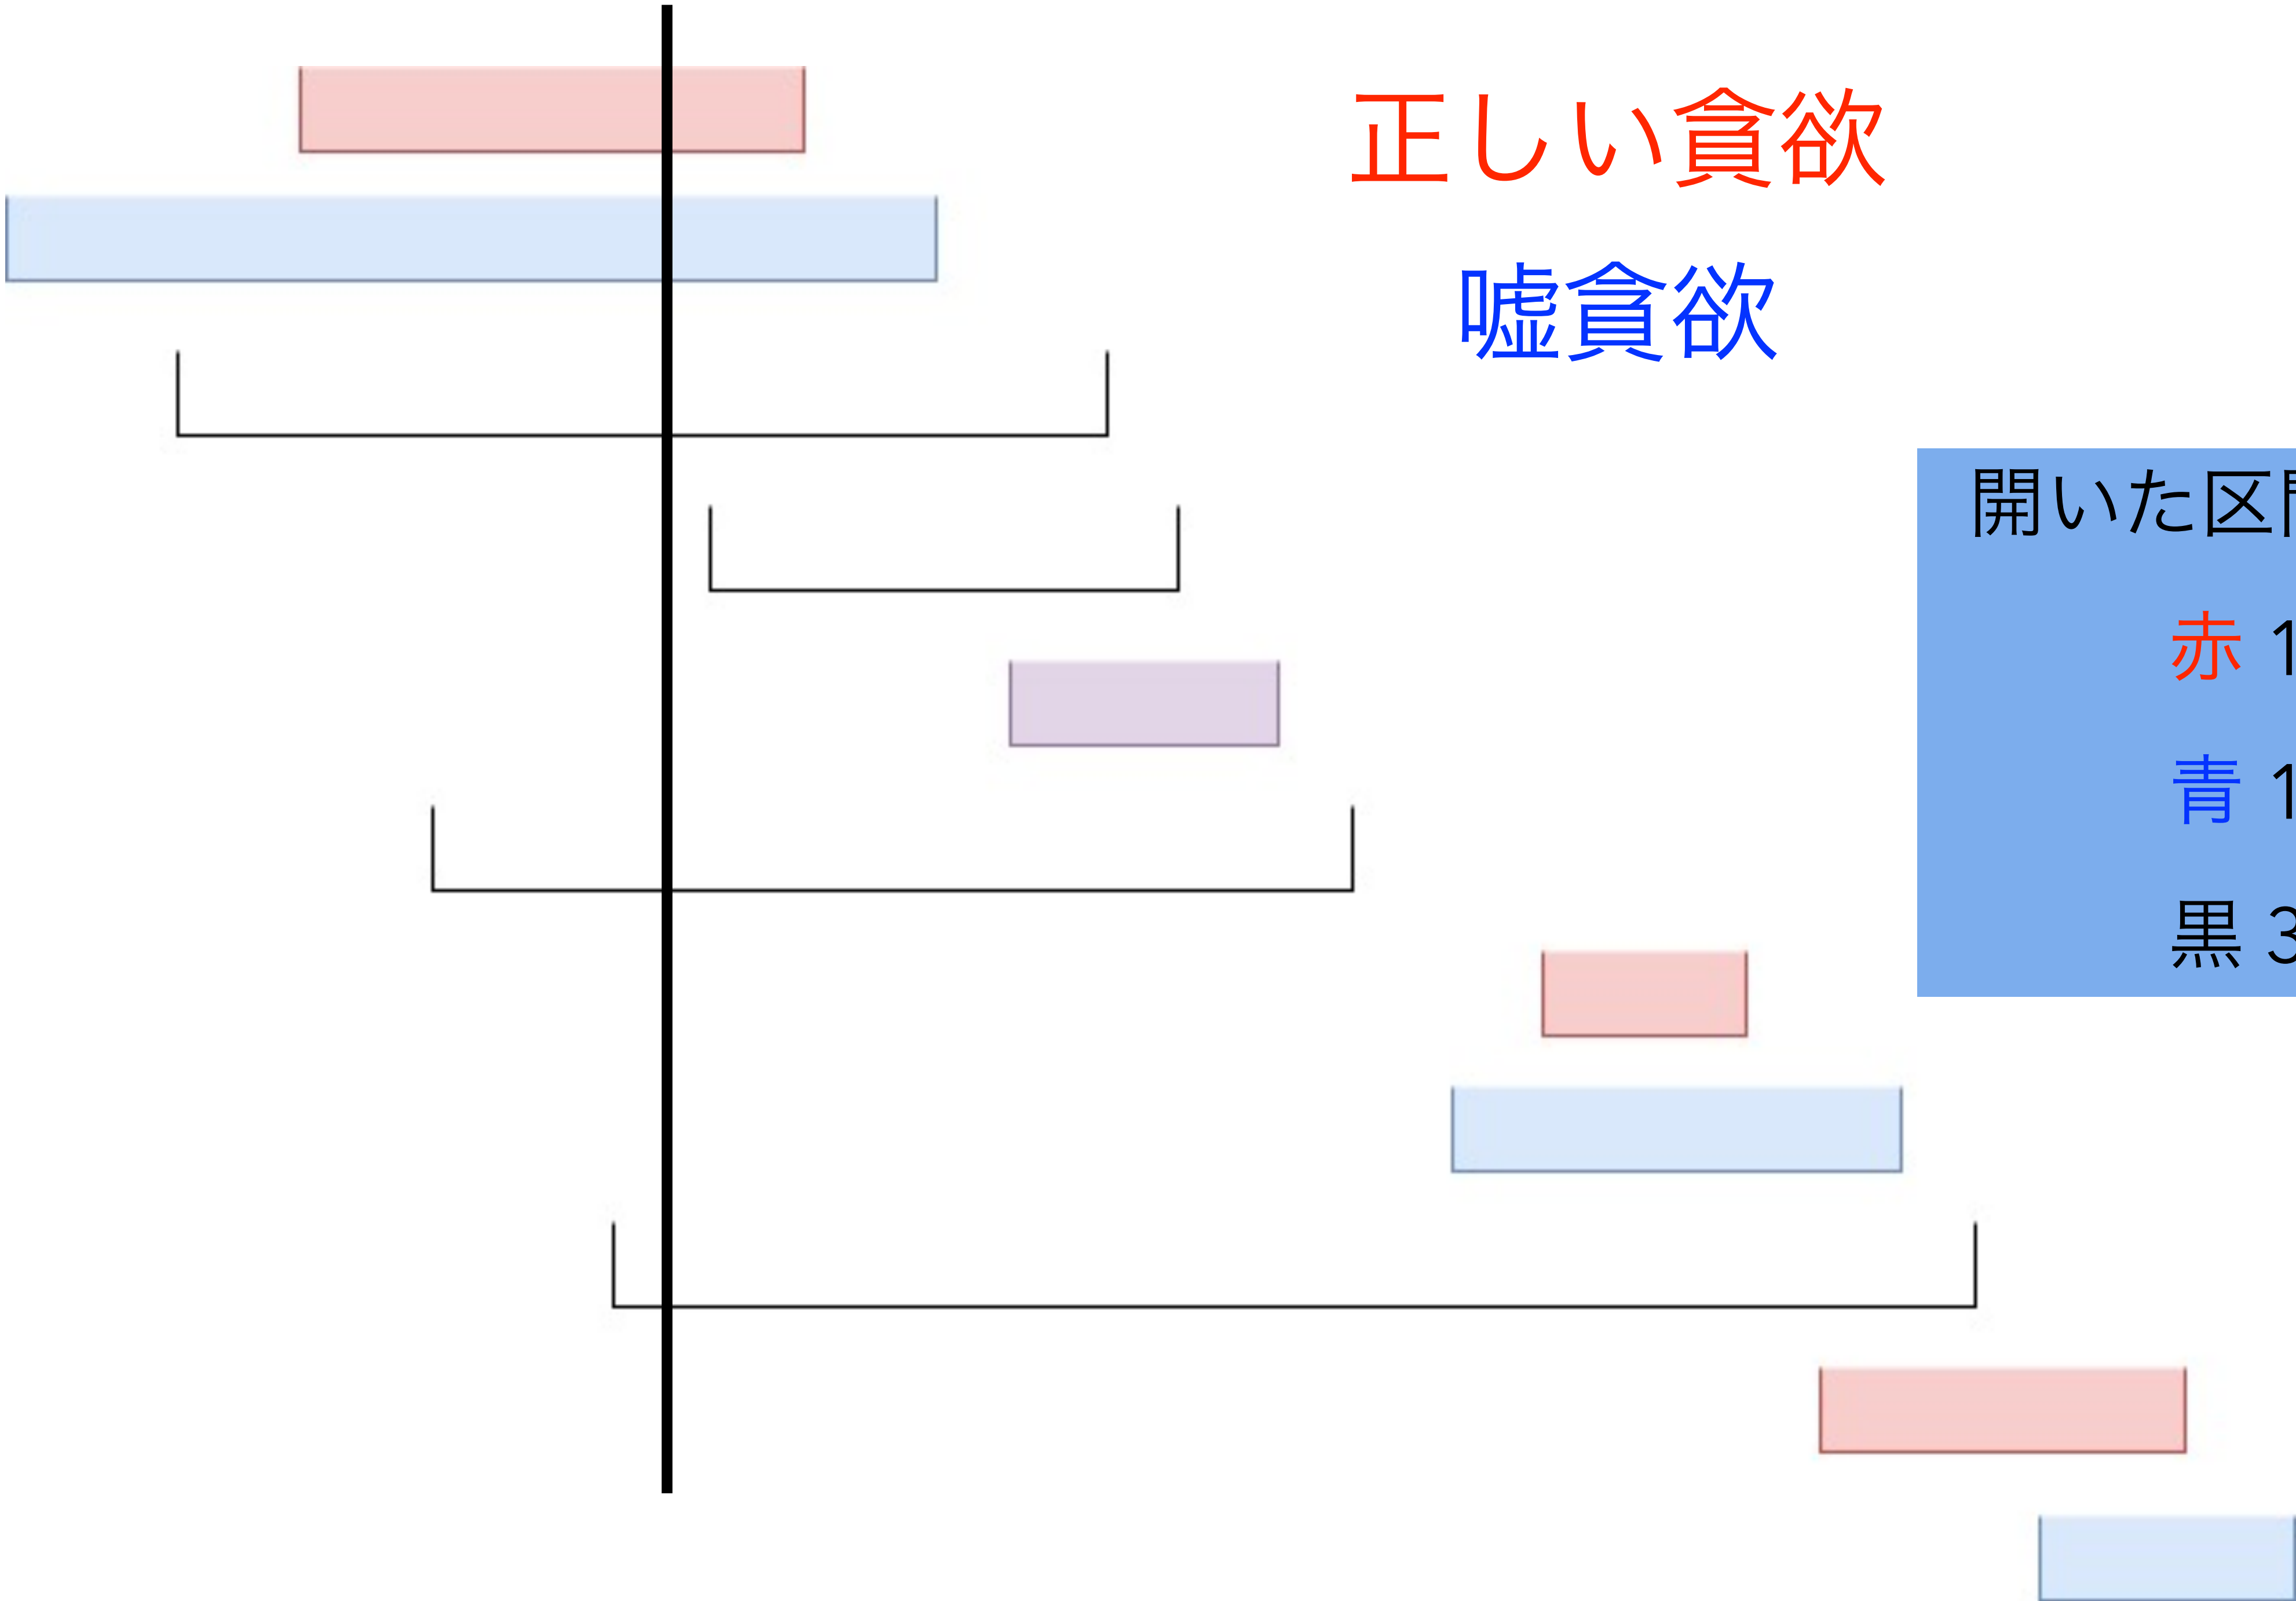 正しい貪欲
嘘貪欲
開いた区
赤 1
青 1
黒 3